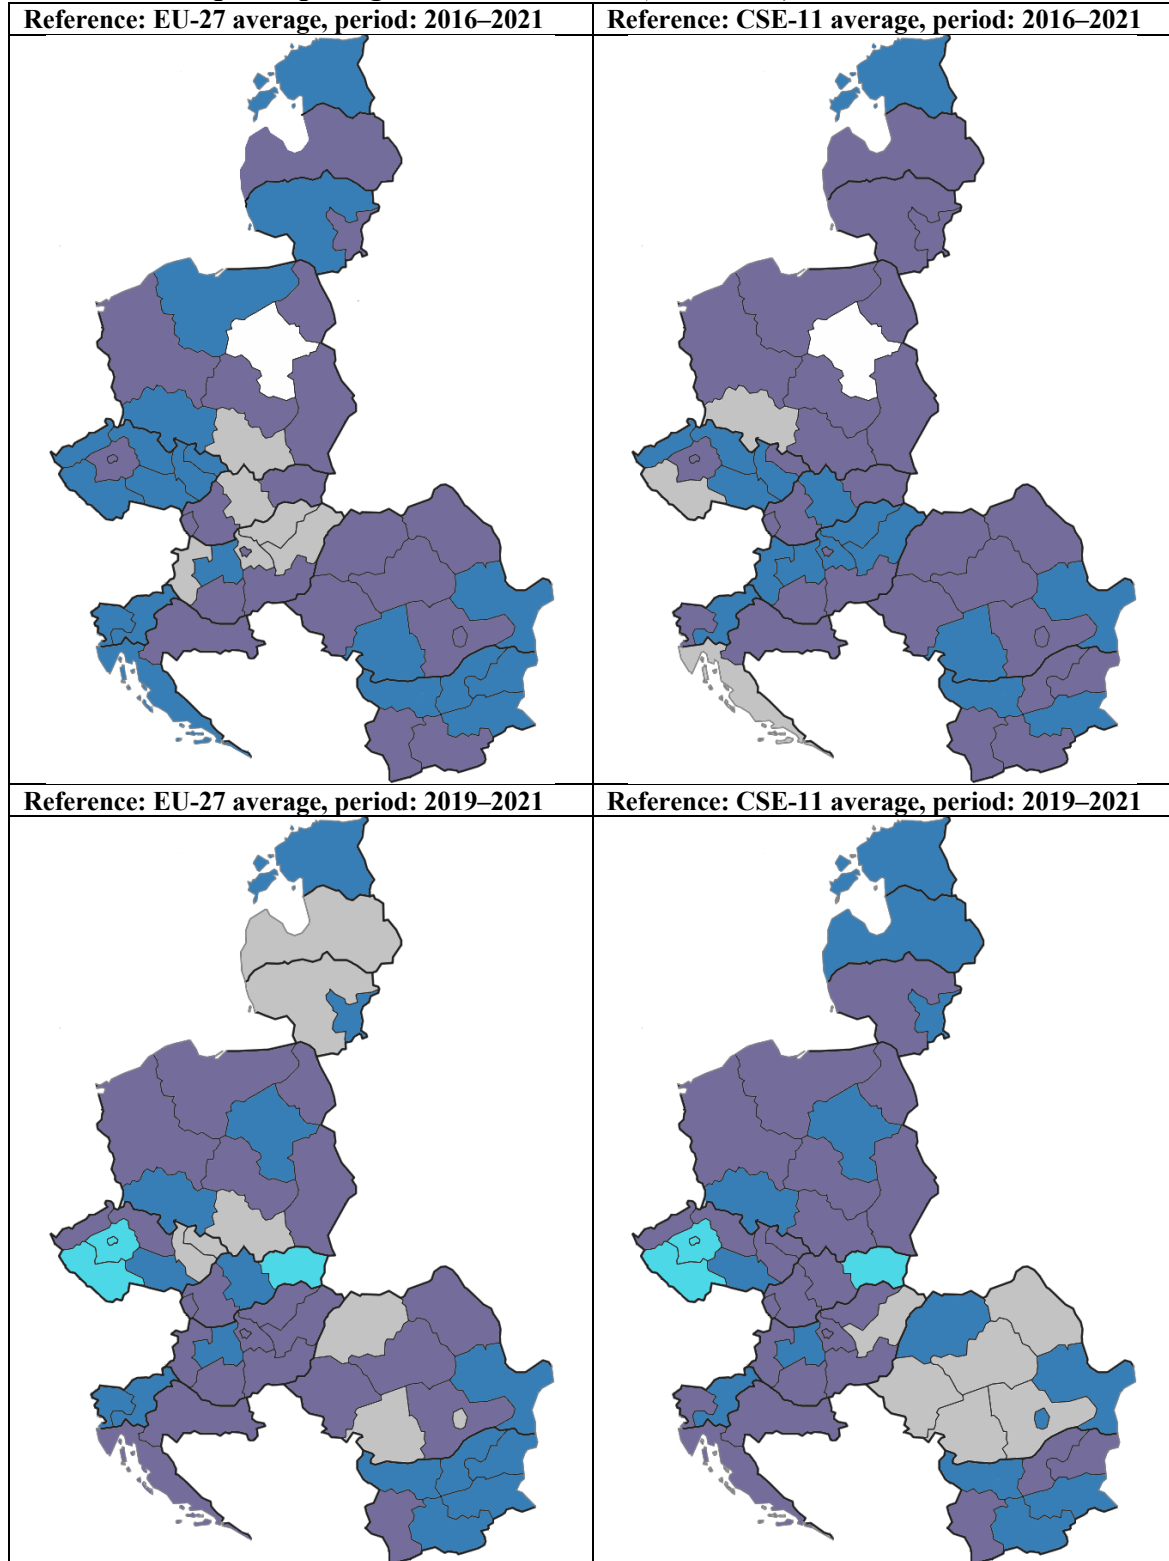 Reference: EU-27 average, period: 2016–2021
Reference: CSE-11 average, period: 2016–2021
Reference: EU-27 average, period: 2019–2021
Reference: CSE-11 average, period: 2019–2021